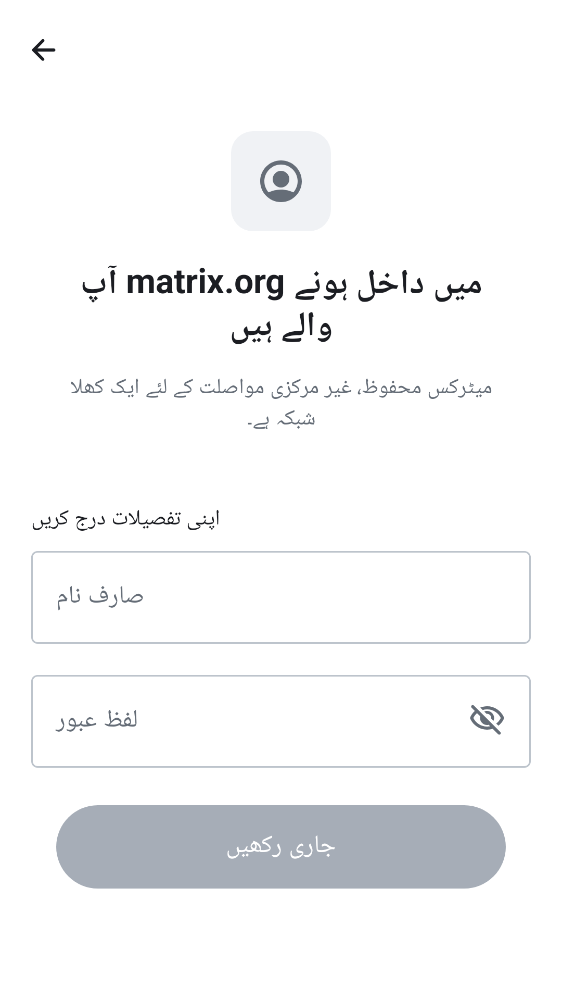 آپ matrix.org میں داخل ہونے
والے ہیں
میٹرکس محفوظ، غیر مرکزی مواصلت کے لئے ایک کھلا
شبکہ ہے۔
اپنی تفصیلات درج کریں
صارف نام
لفظ عبور
جاری رکھیں